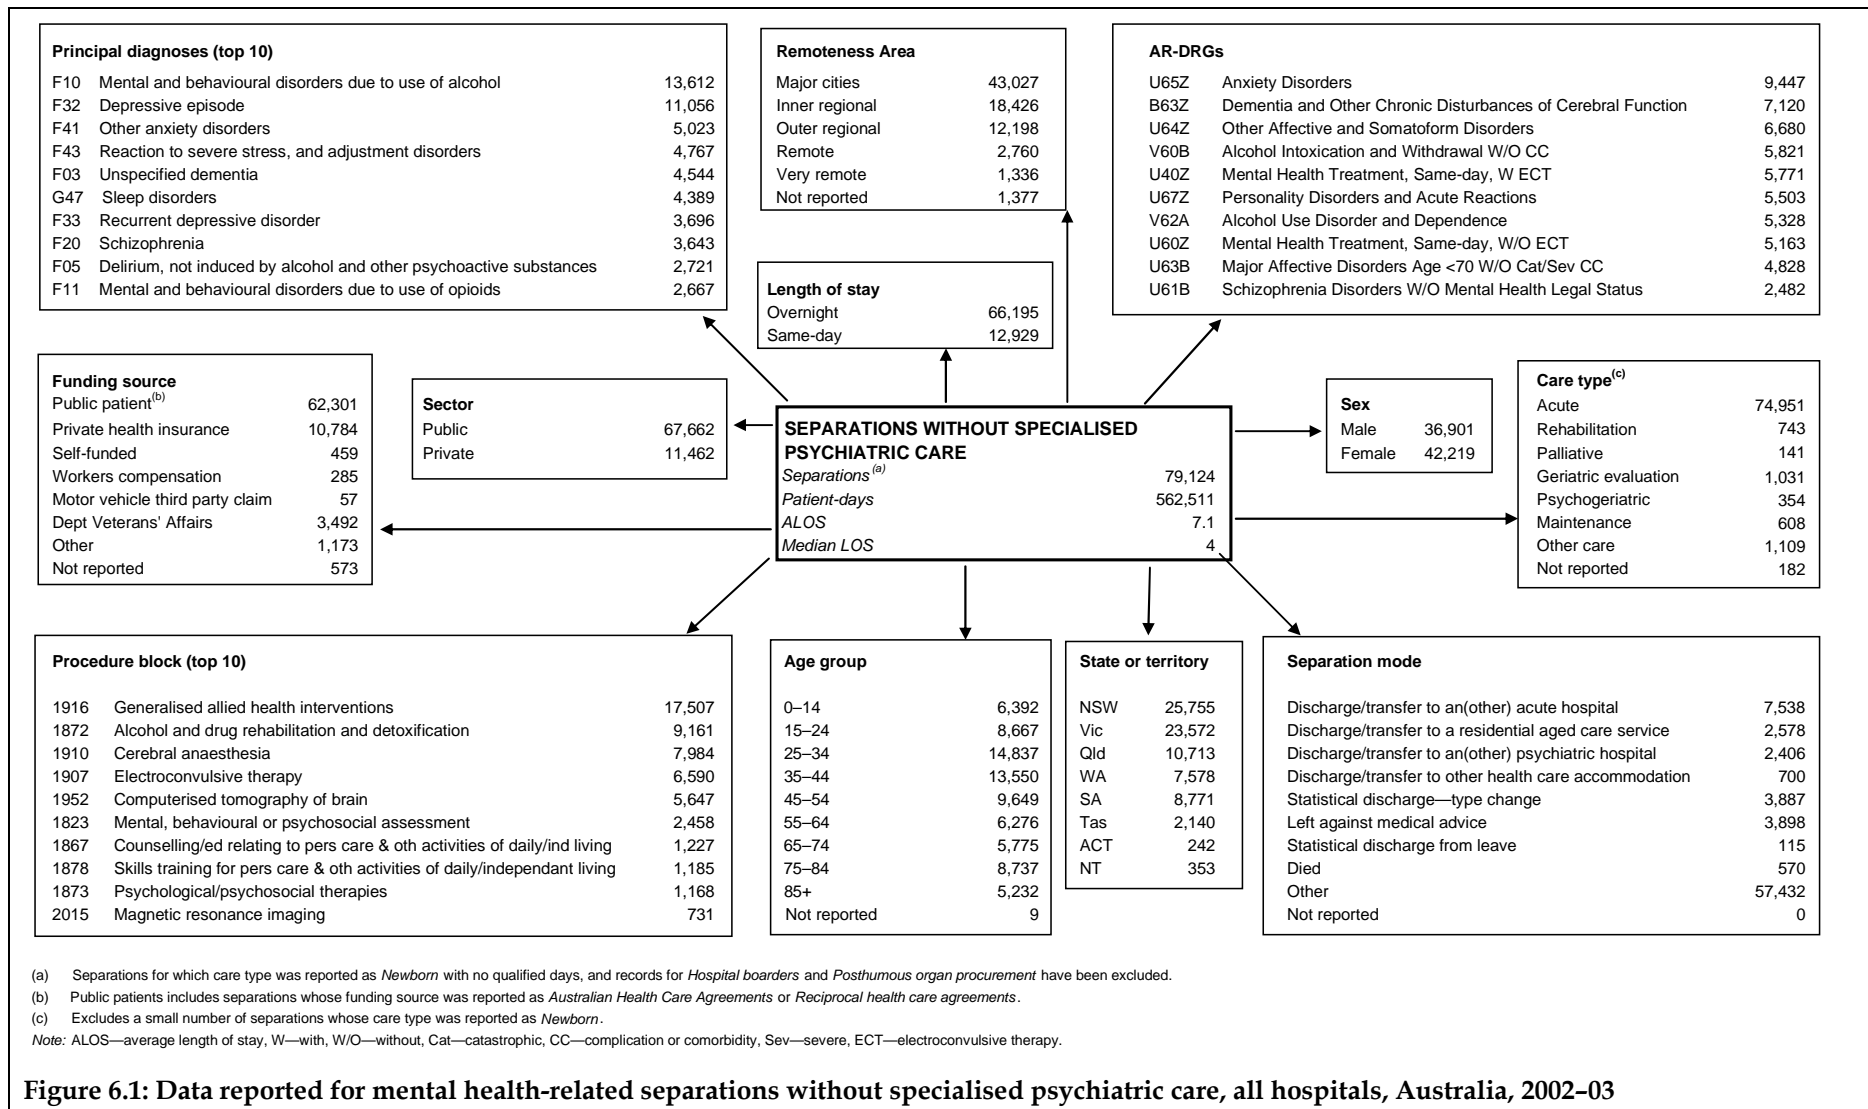 Principal diagnoses (top 10)
F10 Mental and behavioural disorders due to use of alcohol 13,612
F32 Depressive episode 11,056
F41 Other anxiety disorders 5,023
F43 Reaction to severe stress, and adjustment disorders 4,767
F03 Unspecified dementia 4,544
G47 Sleep disorders 4,389
F33 Recurrent depressive disorder 3,696
F20 Schizophrenia 3,643
F05 Delirium, not induced by alcohol and other psychoactive substances 2,721
F11 Mental and behavioural disorders due to use of opioids 2,667
Remoteness Area
Major cities 43,027
Inner regional 18,426
Outer regional 12,198
Remote 2,760
Very remote 1,336
Not reported 1,377
AR-DRGs
U65Z Anxiety Disorders 9,447
B63Z Dementia and Other Chronic Disturbances of Cerebral Function 7,120
U64Z Other Affective and Somatoform Disorders 6,680
V60B Alcohol Intoxication and Withdrawal W/O CC 5,821
U40Z Mental Health Treatment, Same-day, W ECT 5,771
U67Z Personality Disorders and Acute Reactions 5,503
V62A Alcohol Use Disorder and Dependence 5,328
U60Z Mental Health Treatment, Same-day, W/O ECT 5,163
U63B Major Affective Disorders Age <70 W/O Cat/Sev CC 4,828
U61B Schizophrenia Disorders W/O Mental Health Legal Status 2,482
Length of stay
Overnight 66,195
Same-day 12,929
Funding source
Public patient(b) 62,301
Private health insurance 10,784
Self-funded 459
Workers compensation 285
Motor vehicle third party claim 57
Dept Veterans' Affairs 3,492
Other 1,173
Not reported 573
Sector
Public 67,662
Private 11,462
SEPARATIONS WITHOUT SPECIALISED
PSYCHIATRIC CARE
Separations(a) 79,124
Patient-days 562,511
ALOS 7.1
Median LOS 4
Sex
Male 36,901
Female 42,219
Care type(c)
Acute 74,951
Rehabilitation 743
Palliative 141
Geriatric evaluation 1,031
Psychogeriatric 354
Maintenance 608
Other care 1,109
Not reported 182
Procedure block (top 10)
1916 Generalised allied health interventions 17,507
1872 Alcohol and drug rehabilitation and detoxification 9,161
1910 Cerebral anaesthesia 7,984
1907 Electroconvulsive therapy 6,590
1952 Computerised tomography of brain 5,647
1823 Mental, behavioural or psychosocial assessment 2,458
1867 Counselling/ed relating to pers care & oth activities of daily/ind living 1,227
1878 Skills training for pers care & oth activities of daily/independant living 1,185
1873 Psychological/psychosocial therapies 1,168
2015 Magnetic resonance imaging 731
Age group
0–14 6,392
15–24 8,667
25–34 14,837
35–44 13,550
45–54 9,649
55–64 6,276
65–74 5,775
75–84 8,737
85+ 5,232
Not reported 9
State or territory
NSW 25,755
Vic 23,572
Qld 10,713
WA 7,578
SA 8,771
Tas 2,140
ACT 242
NT 353
Separation mode
Discharge/transfer to an(other) acute hospital 7,538
Discharge/transfer to a residential aged care service 2,578
Discharge/transfer to an(other) psychiatric hospital 2,406
Discharge/transfer to other health care accommodation 700
Statistical discharge—type change 3,887
Left against medical advice 3,898
Statistical discharge from leave 115
Died 570
Other 57,432
Not reported 0
(a) Separations for which care type was reported as Newborn with no qualified days, and records for Hospital boarders and Posthumous organ procurement have been excluded.
(b) Public patients includes separations whose funding source was reported as Australian Health Care Agreements or Reciprocal health care agreements.
(c) Excludes a small number of separations whose care type was reported as Newborn.
Note: ALOS—average length of stay, W—with, W/O—without, Cat—catastrophic, CC—complication or comorbidity, Sev—severe, ECT—electroconvulsive therapy.
Figure 6.1: Data reported for mental health-related separations without specialised psychiatric care, all hospitals, Australia, 2002–03